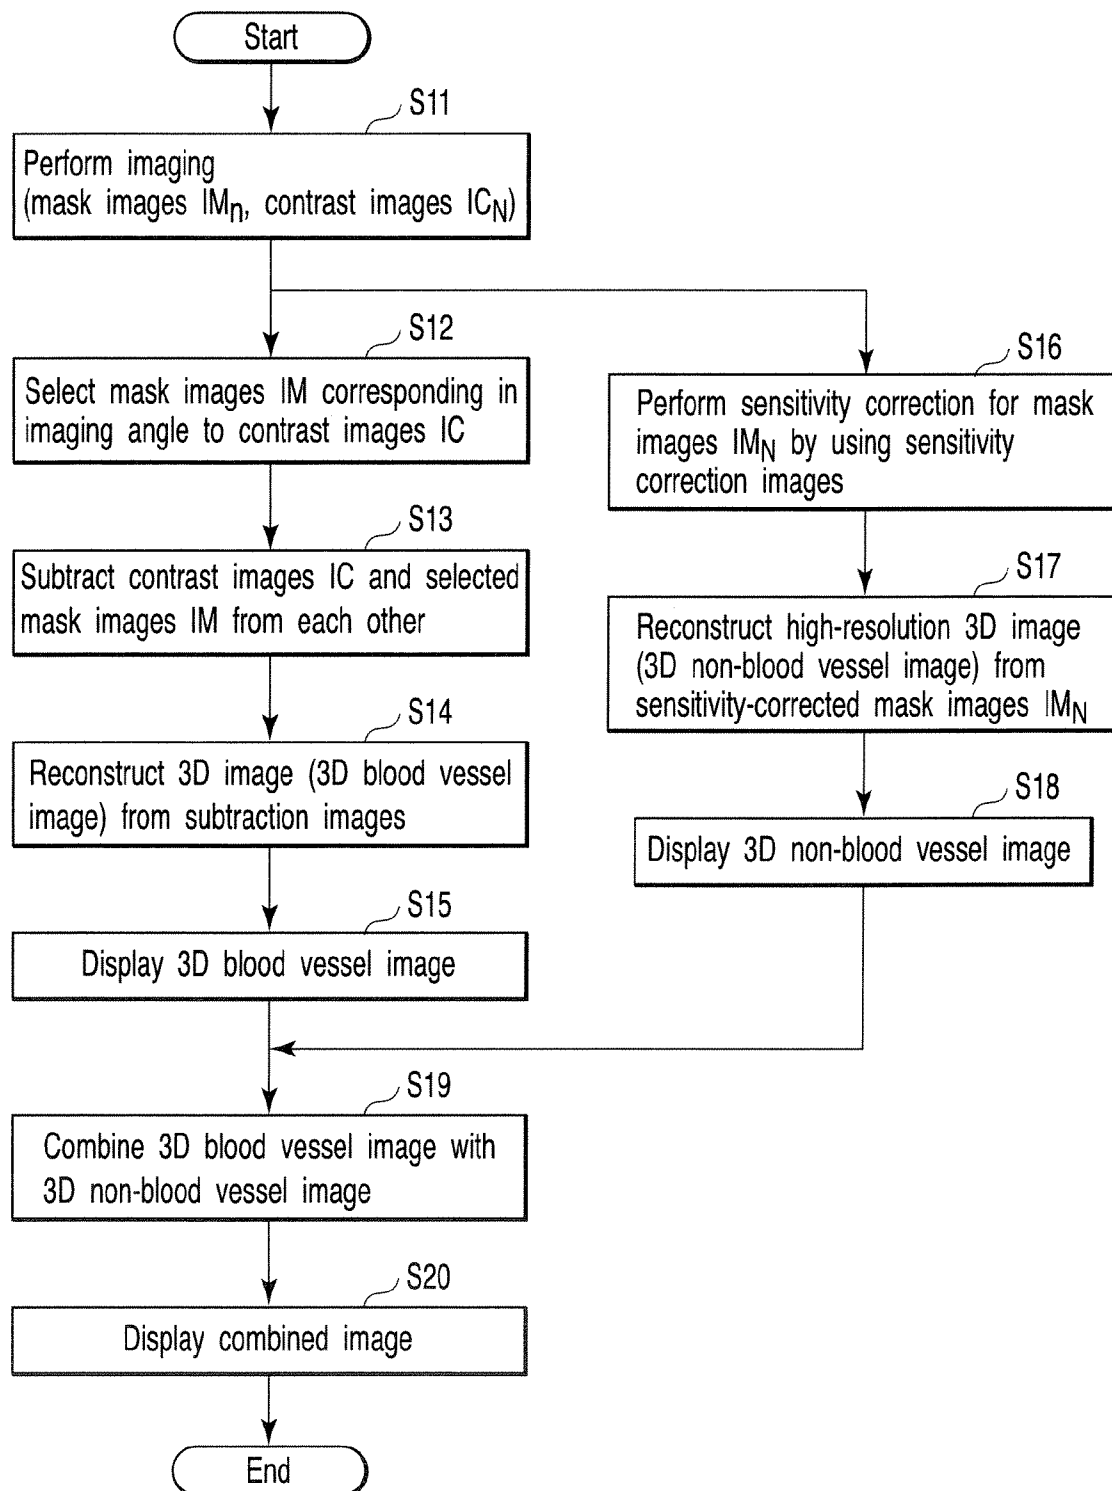 Start
S11
Perform imaging
(mask images IMn, contrast images ICN)
S12
Select mask images IM corresponding in
imaging angle to contrast images IC
S13
Subtract contrast images IC and selected
mask images IM from each other
S14
Reconstruct 3D image (3D blood vessel
image) from subtraction images
S15
Display 3D blood vessel image
S16
Perform sensitivity correction for mask
images IMN by using sensitivity
correction images
S17
Reconstruct high-resolution 3D image
(3D non-blood vessel image) from
sensitivity-corrected mask images IMN
S18
Display 3D non-blood vessel image
S19
Combine 3D blood vessel image with
3D non-blood vessel image
S20
Display combined image
End